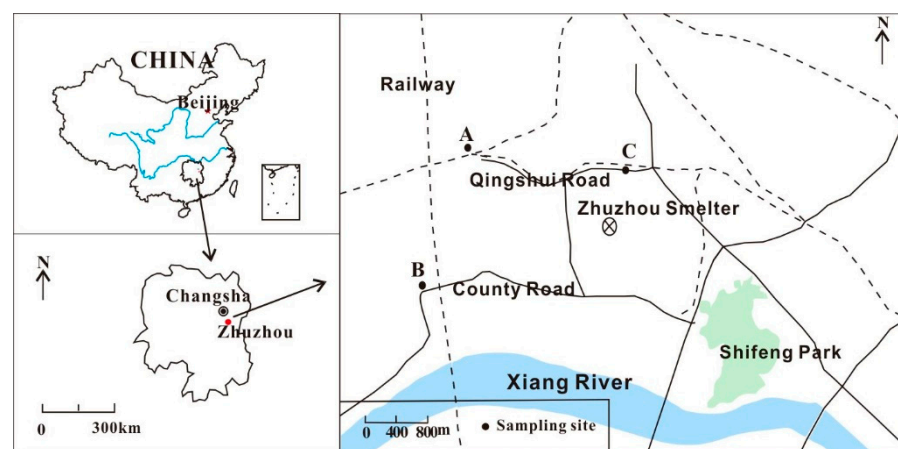 CHINA
Beijing
N
Changsha
Zhuzhou
0 300km
N
Railway
A
C
Qingshui Road
Zhuzhou Smelter
B
County Road
Shifeng Park
Xiang River
0 400 800m
Sampling site